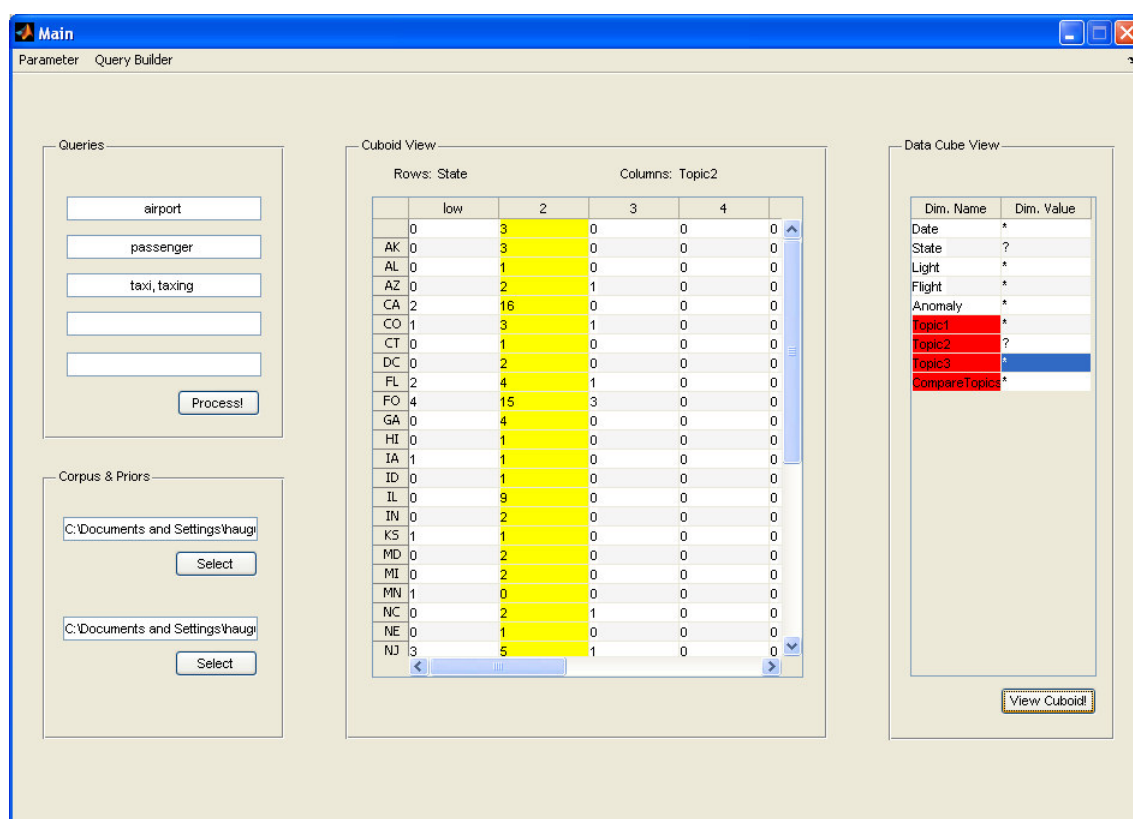 Main
Parameter Query Builder
Queries
airport
passenger
taxi, taxing
Process!
Corpus & Priors
C:\Documents and Settings\haug
Select
C:\Documents and Settings\haug
Select
Cuboid View
Rows: State Columns: Topic2
low 2 3 4
0 3 0 0 0
AK 0 3 0 0 0
AL 0 1 0 0 0
AZ 0 2 1 0 0
CA 2 16 0 0 0
CO 1 3 1 0 0
CT 0 1 0 0 0
DC 0 2 0 0 0
FL 2 4 1 0 0
FO 4 15 3 0 0
GA 0 4 0 0 0
HI 0 1 0 0 0
IA 1 1 0 0 0
ID 0 1 0 0 0
IL 0 9 0 0 0
IN 0 2 0 0 0
KS 1 1 0 0 0
MD 0 2 0 0 0
MI 0 2 0 0 0
MN 1 0 0 0 0
NC 0 2 1 0 0
NE 0 1 0 0 0
NJ 3 5 1 0 0
Data Cube View
Dim. Name Dim. Value
Date *
State ?
Light *
Flight *
Anomaly *
Topic1 *
Topic2 ?
Topic3 *
CompareTopics *
View Cuboid!